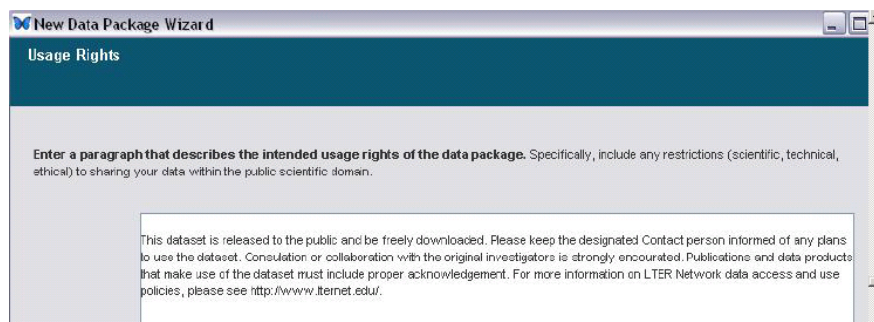 New Data Package Wizard
Usage Rights
Enter a paragraph that describes the intended usage rights of the data package. Specifically, include any restrictions (scientific, technical,
ethical) to sharing your data within the public scientific domain.
This dataset is released to the public and be freely downloaded. Please keep the designated Contact person informed of any plans
to use the dataset. Consulation or collaboration with the original investigators is strongly encourated. Publications and data products
that make use of the dataset must include proper acknowledgement. For more information on LTER Network data access and use
policies, please see http://www.lternet.edu/.